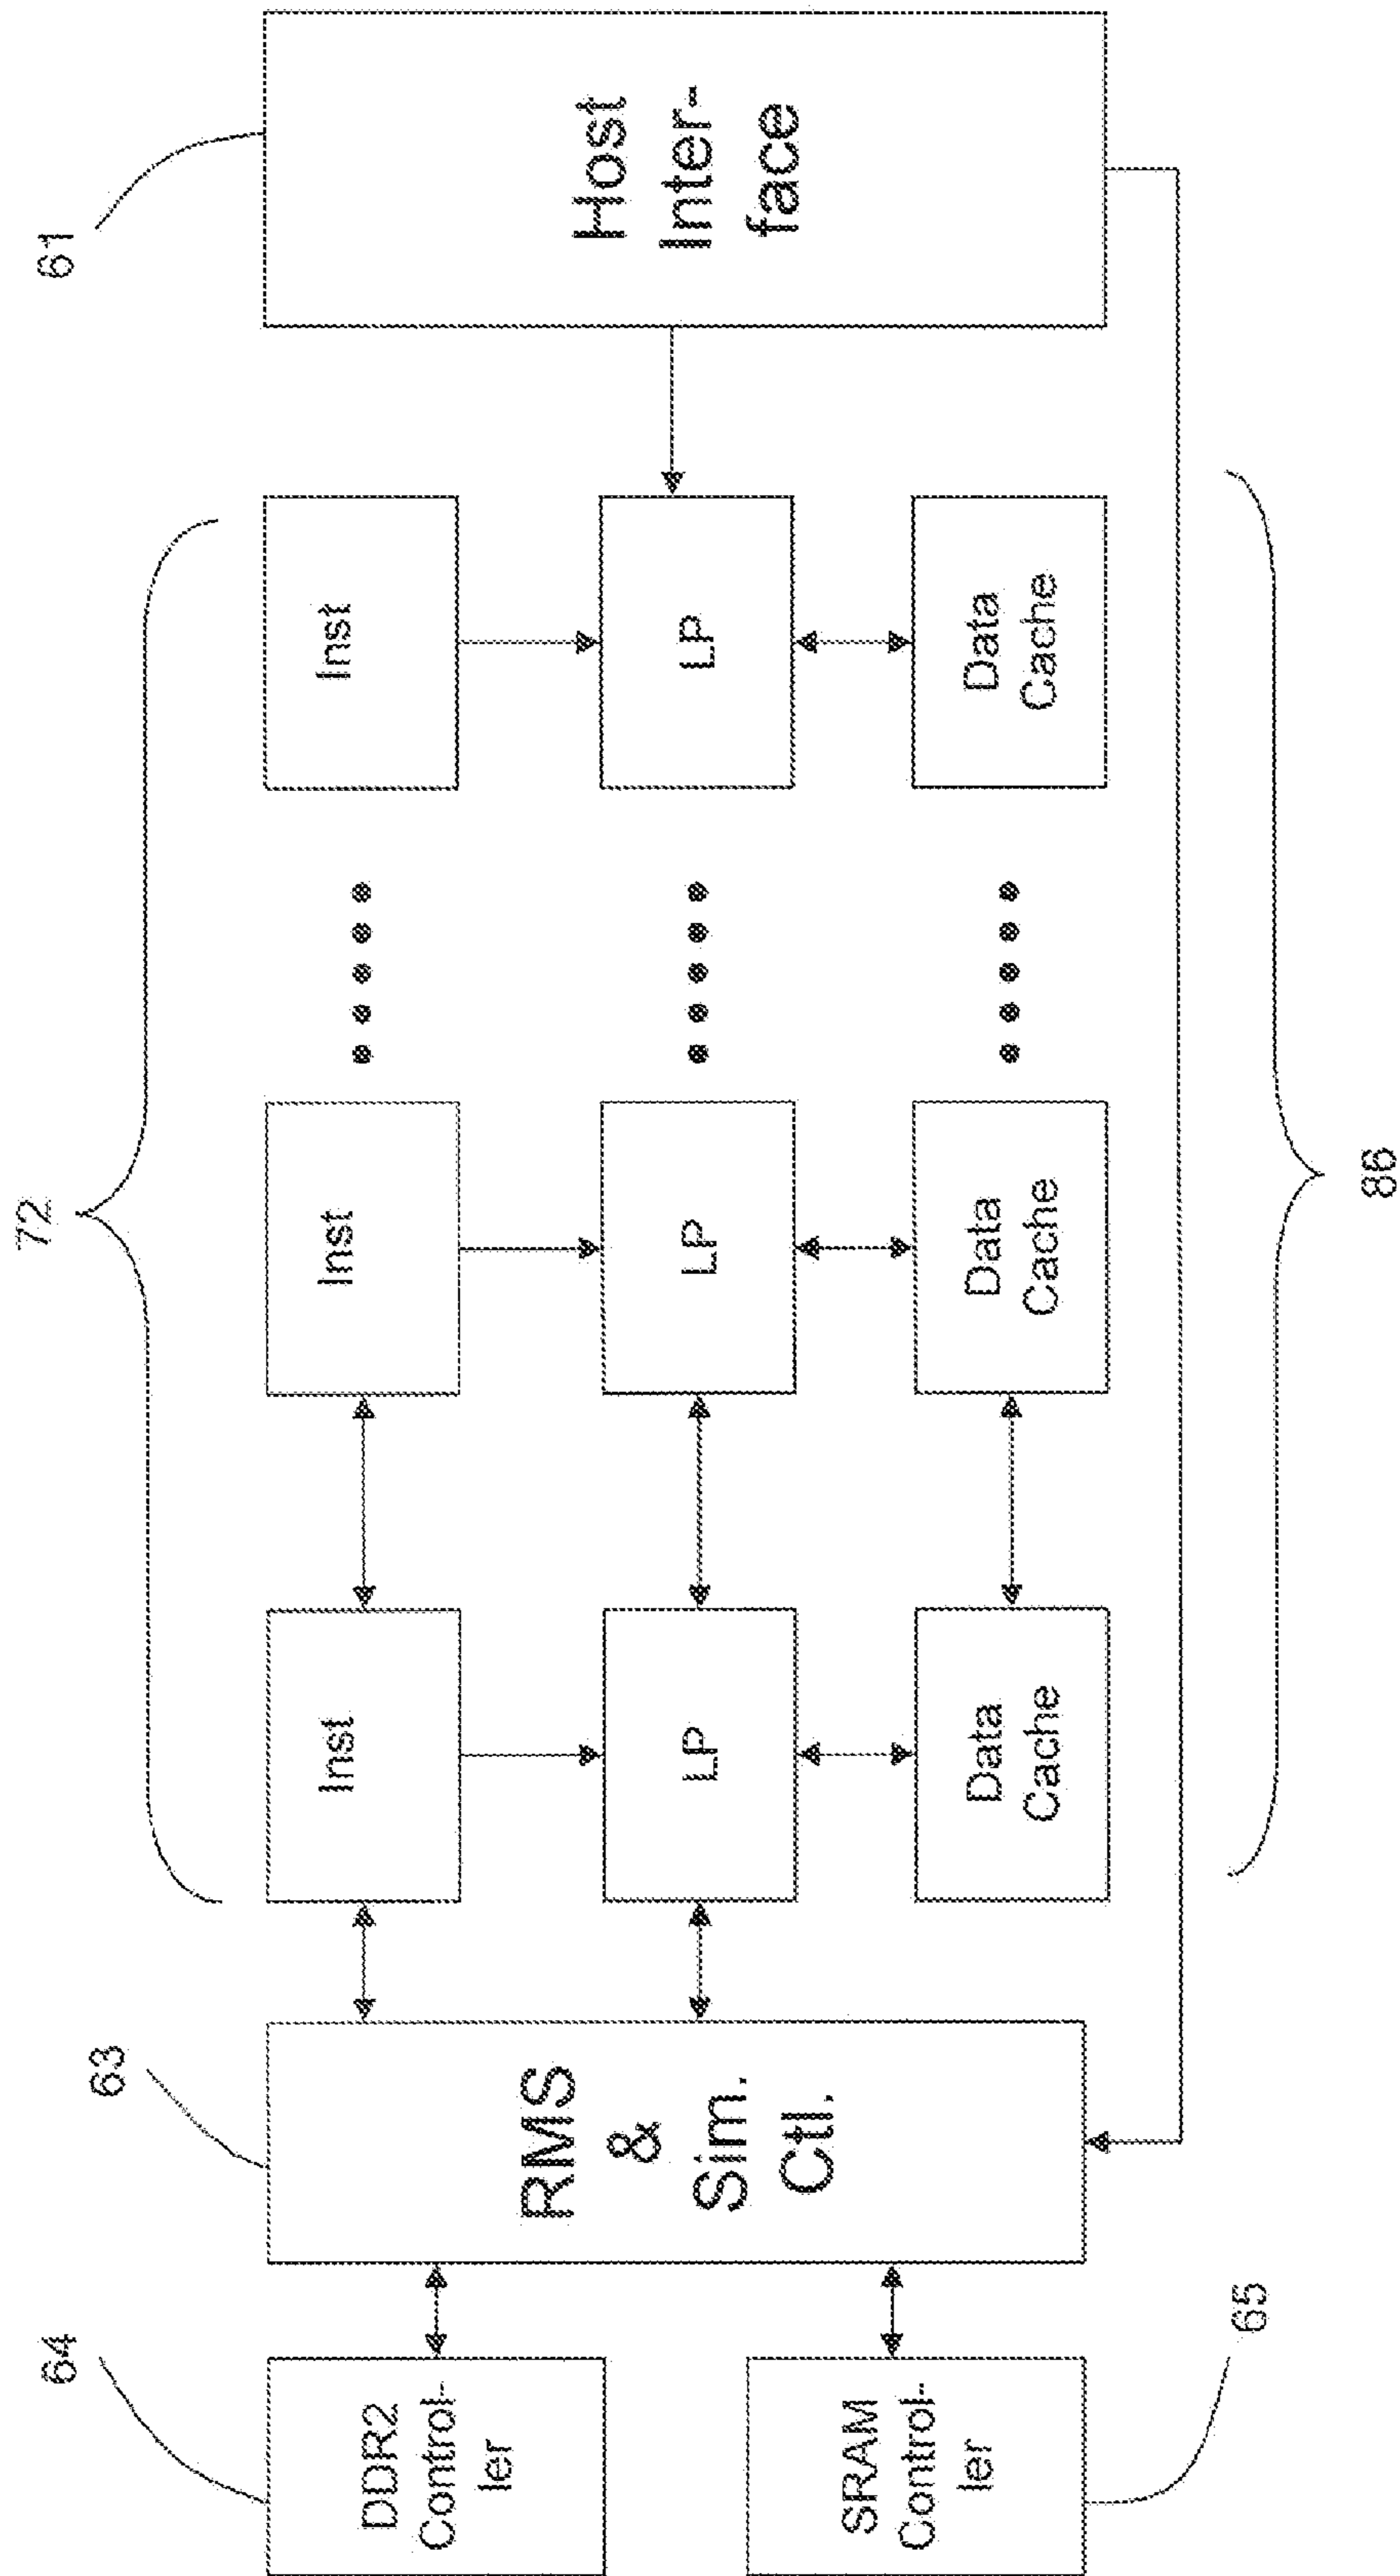 64
63
72
61
DDR2
Control-
ler
SRAM
Control-
ler
RMS
&
Sim.
Ctl.
Inst
Inst
Inst
LP
LP
LP
Data
Cache
Data
Cache
Data
Cache
Host
Inter-
face
65
86